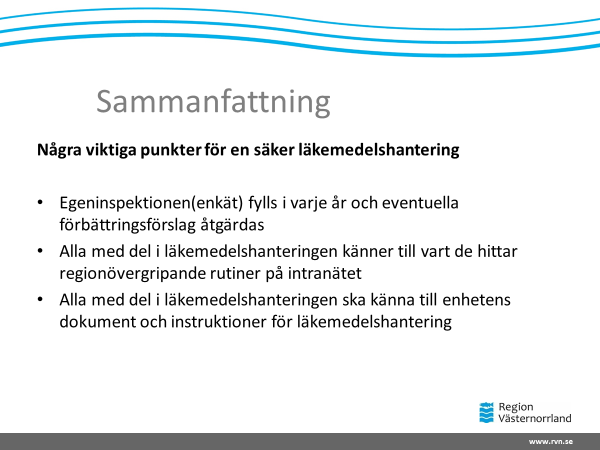 Sammanfattning
Några viktiga punkter för en säker läkemedelshantering
• Egeninspektionen(enkät) fylls i varje år och eventuella
förbättringsförslag åtgärdas
• Alla med del i läkemedelshanteringen känner till vart de hittar
regionövergripande rutiner på intranätet
• Alla med del i läkemedelshanteringen ska känna till enhetens
dokument och instruktioner för läkemedelshantering
Region
Västernorrland
www.rvn.se